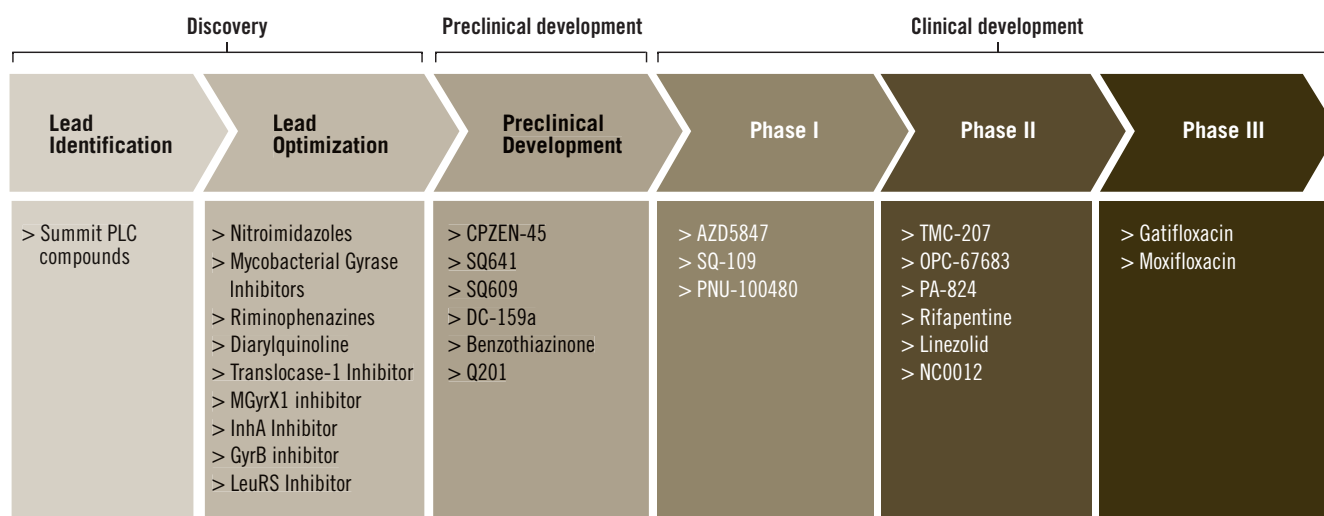 Discovery
Preclinical development
Clinical development
Lead
Identification
Lead
Optimization
Preclinical
Development
Phase I
Phase II
Phase III
> Summit PLC
compounds
> Nitroimidazoles
> Mycobacterial Gyrase
Inhibitors
> Riminophenazines
> Diarylquinoline
> Translocase-1 Inhibitor
> MGyrX1 inhibitor
> InhA Inhibitor
> GyrB inhibitor
> LeuRS Inhibitor
> CPZEN-45
> SQ641
> SQ609
> DC-159a
> Benzothiazinone
> Q201
> AZD5847
> SQ-109
> PNU-100480
> TMC-207
> OPC-67683
> PA-824
> Rifapentine
> Linezolid
> NC0012
> Gatifloxacin
> Moxifloxacin